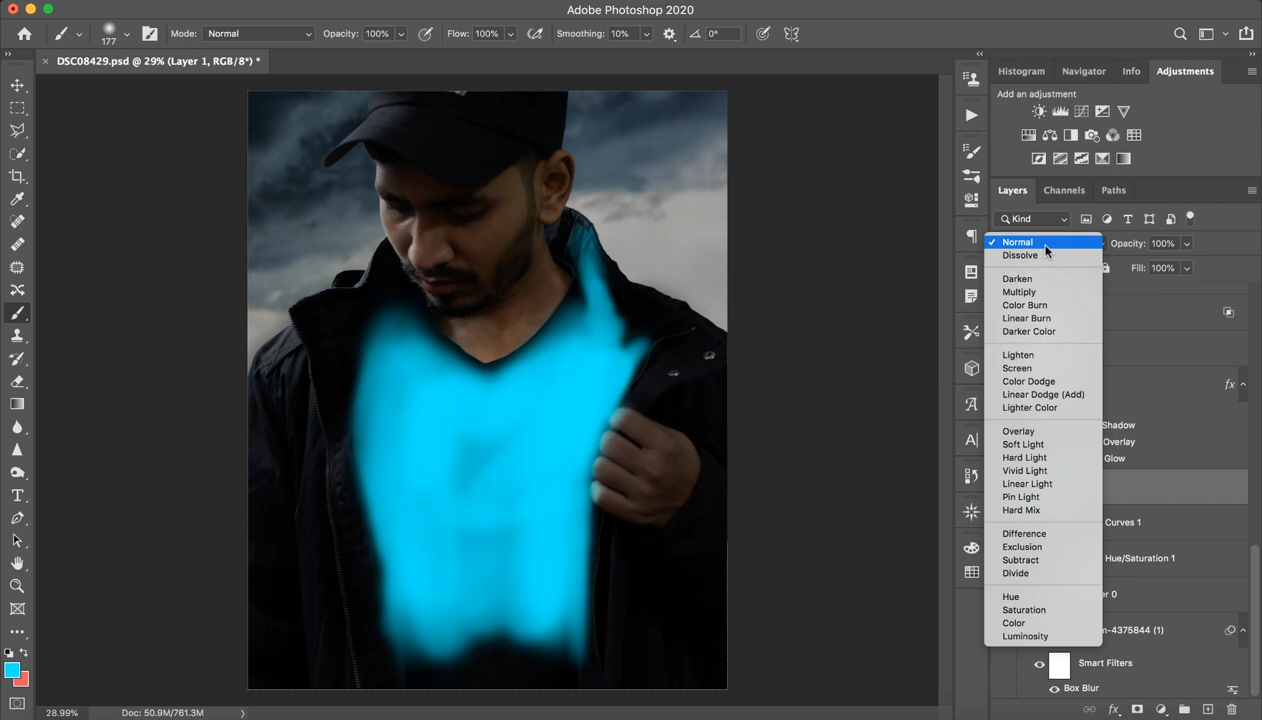 Adobe Photoshop 2020
177
Mode: Normal
Opacity: 100%
Flow: 100%
Smoothing: 10%
0°
DSC08429.psd @ 29% (Layer 1, RGB/8*) *
Histogram
Navigator
Info
Adjustments
Add an adjustment
Layers
Channels
Paths
Kind
Normal
Opacity: 100%
Dissolve
Fill: 100%
Darken
Multiply
Color Burn
Linear Burn
Darker Color
Lighten
Screen
Color Dodge
fx
Linear Dodge (Add)
Lighter Color
Shadow
Overlay
Overlay
Soft Light
Hard Light
Glow
Vivid Light
Linear Light
Pin Light
Hard Mix
Curves 1
Difference
Exclusion
Hue/Saturation 1
Subtract
Divide
Hue
er 0
Saturation
Color
m-4375844 (1)
Luminosity
Smart Filters
Box Blur
28.99%
Doc: 50.9M/761.3M
fx